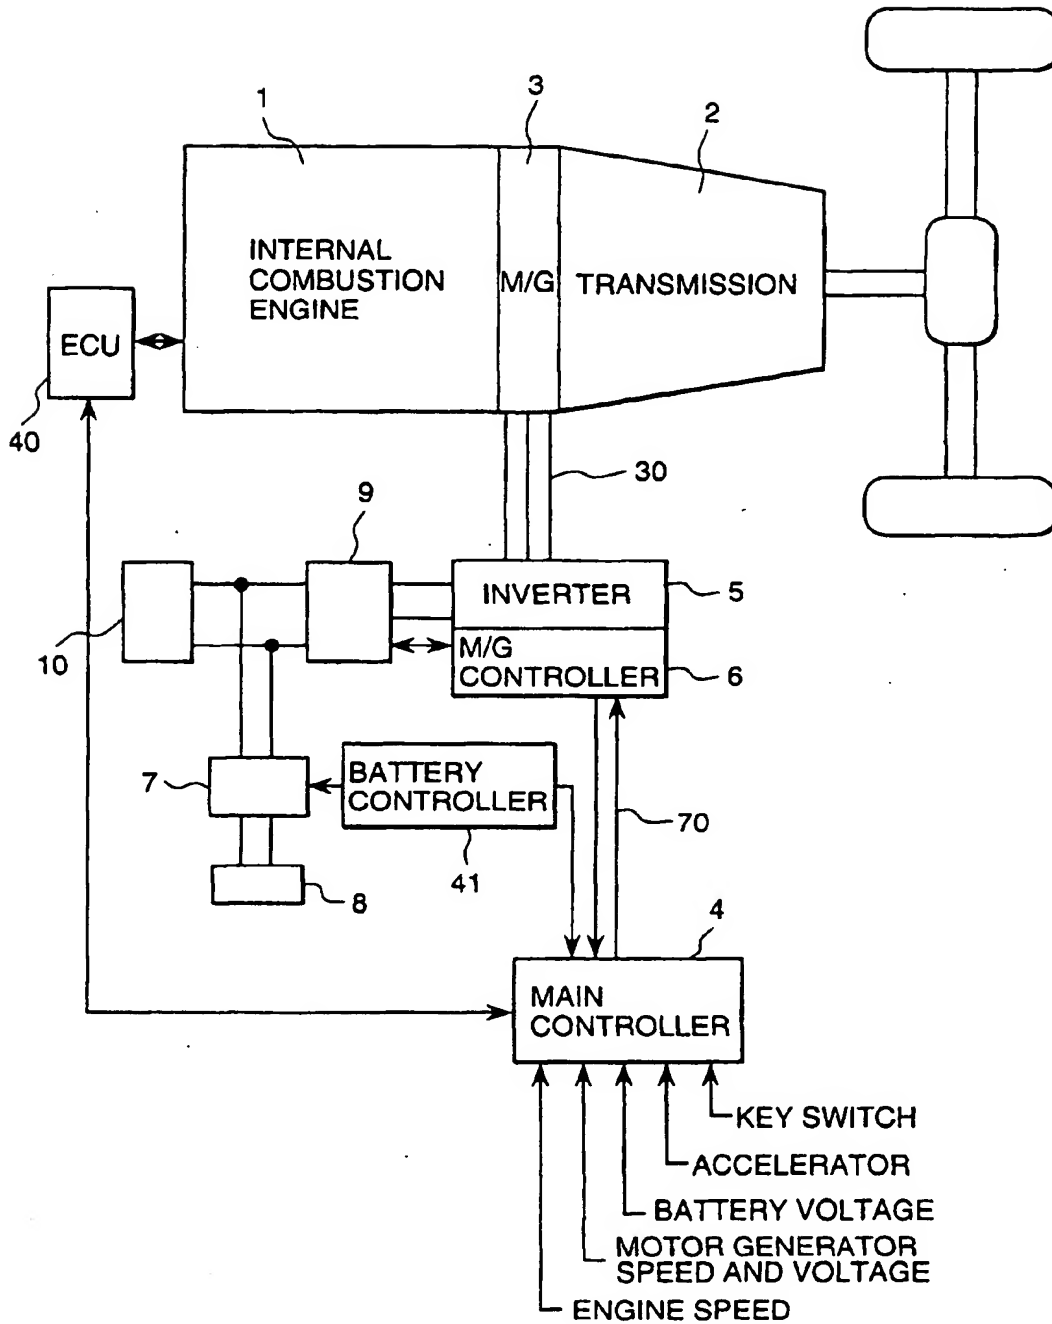 1
3
2
INTERNAL
COMBUSTION
ENGINE
M/G
TRANSMISSION
ECU
40
30
9
10
INVERTER
5
M/G
CONTROLLER
6
7
BATTERY
CONTROLLER
41
8
70
4
MAIN
CONTROLLER
KEY SWITCH
ACCELERATOR
BATTERY VOLTAGE
MOTOR GENERATOR
SPEED AND VOLTAGE
ENGINE SPEED